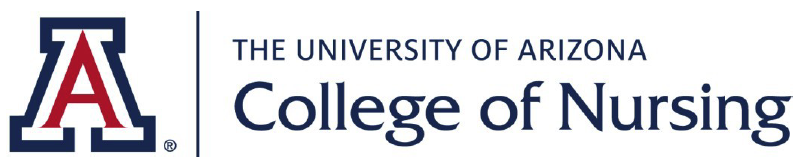 A®
THE UNIVERSITY OF ARIZONA
College of Nursing